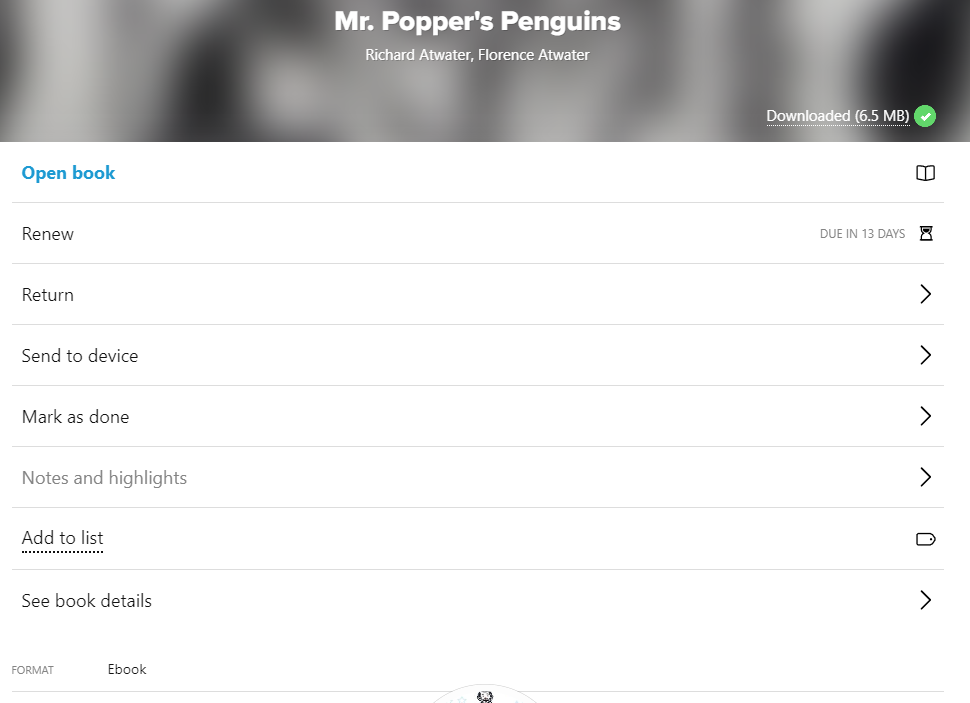 Mr. Popper's Penguins
Richard Atwater, Florence Atwater
Downloaded (6.5 MB)
Open book
Renew DUE IN 13 DAYS
Return
Send to device
Mark as done
Notes and highlights
Add to list
See book details
FORMAT Ebook